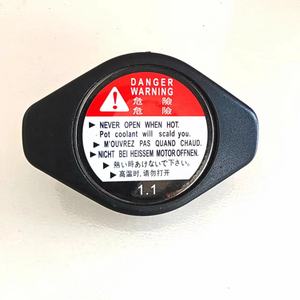 DANGER
WARNING
危 險
危 險
▶ NEVER OPEN WHEN HOT.
Pot coolant will scald you.
▶ M'OUVREZ PAS QUAND CHAUD.
▶ NICHT BEI HEISSEM MOTOR OFFNEN.
▶ 熱い時あけないで下さい。
▶ 高温时, 请勿打开
1.1